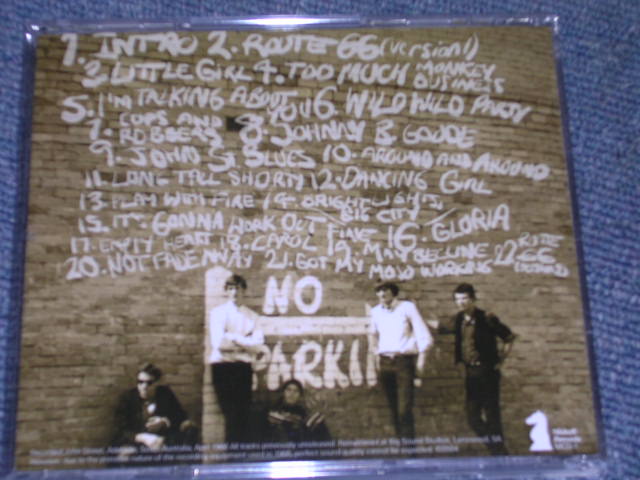 1. INTRO 2. ROUTE 66 (version 1)
3. LITTLE GIRL 4. TOO MUCH MONKEY BUSINESS
5. I'M TALKING ABOUT YOU 6. WILD WILD PARTY
7. COPS AND ROBBERS 8. JOHNNY B GOODE
9. JOHN ST BLUES 10. AROUND AND AROUND
11. LONG TALL SHORTY 12. DANCING GIRL
13. PLAY WITH FIRE 14. BRIGHT LIGHTS, BIG CITY
15. IT'S GONNA WORK OUT FINE 16. GLORIA
17. EMPTY HEART 18. CAROL 19. MAYBELLINE 22. ROUTE 66
20. NOT FADE AWAY 21. GOT MY MOJO WORKING
NO
PARKI
Records